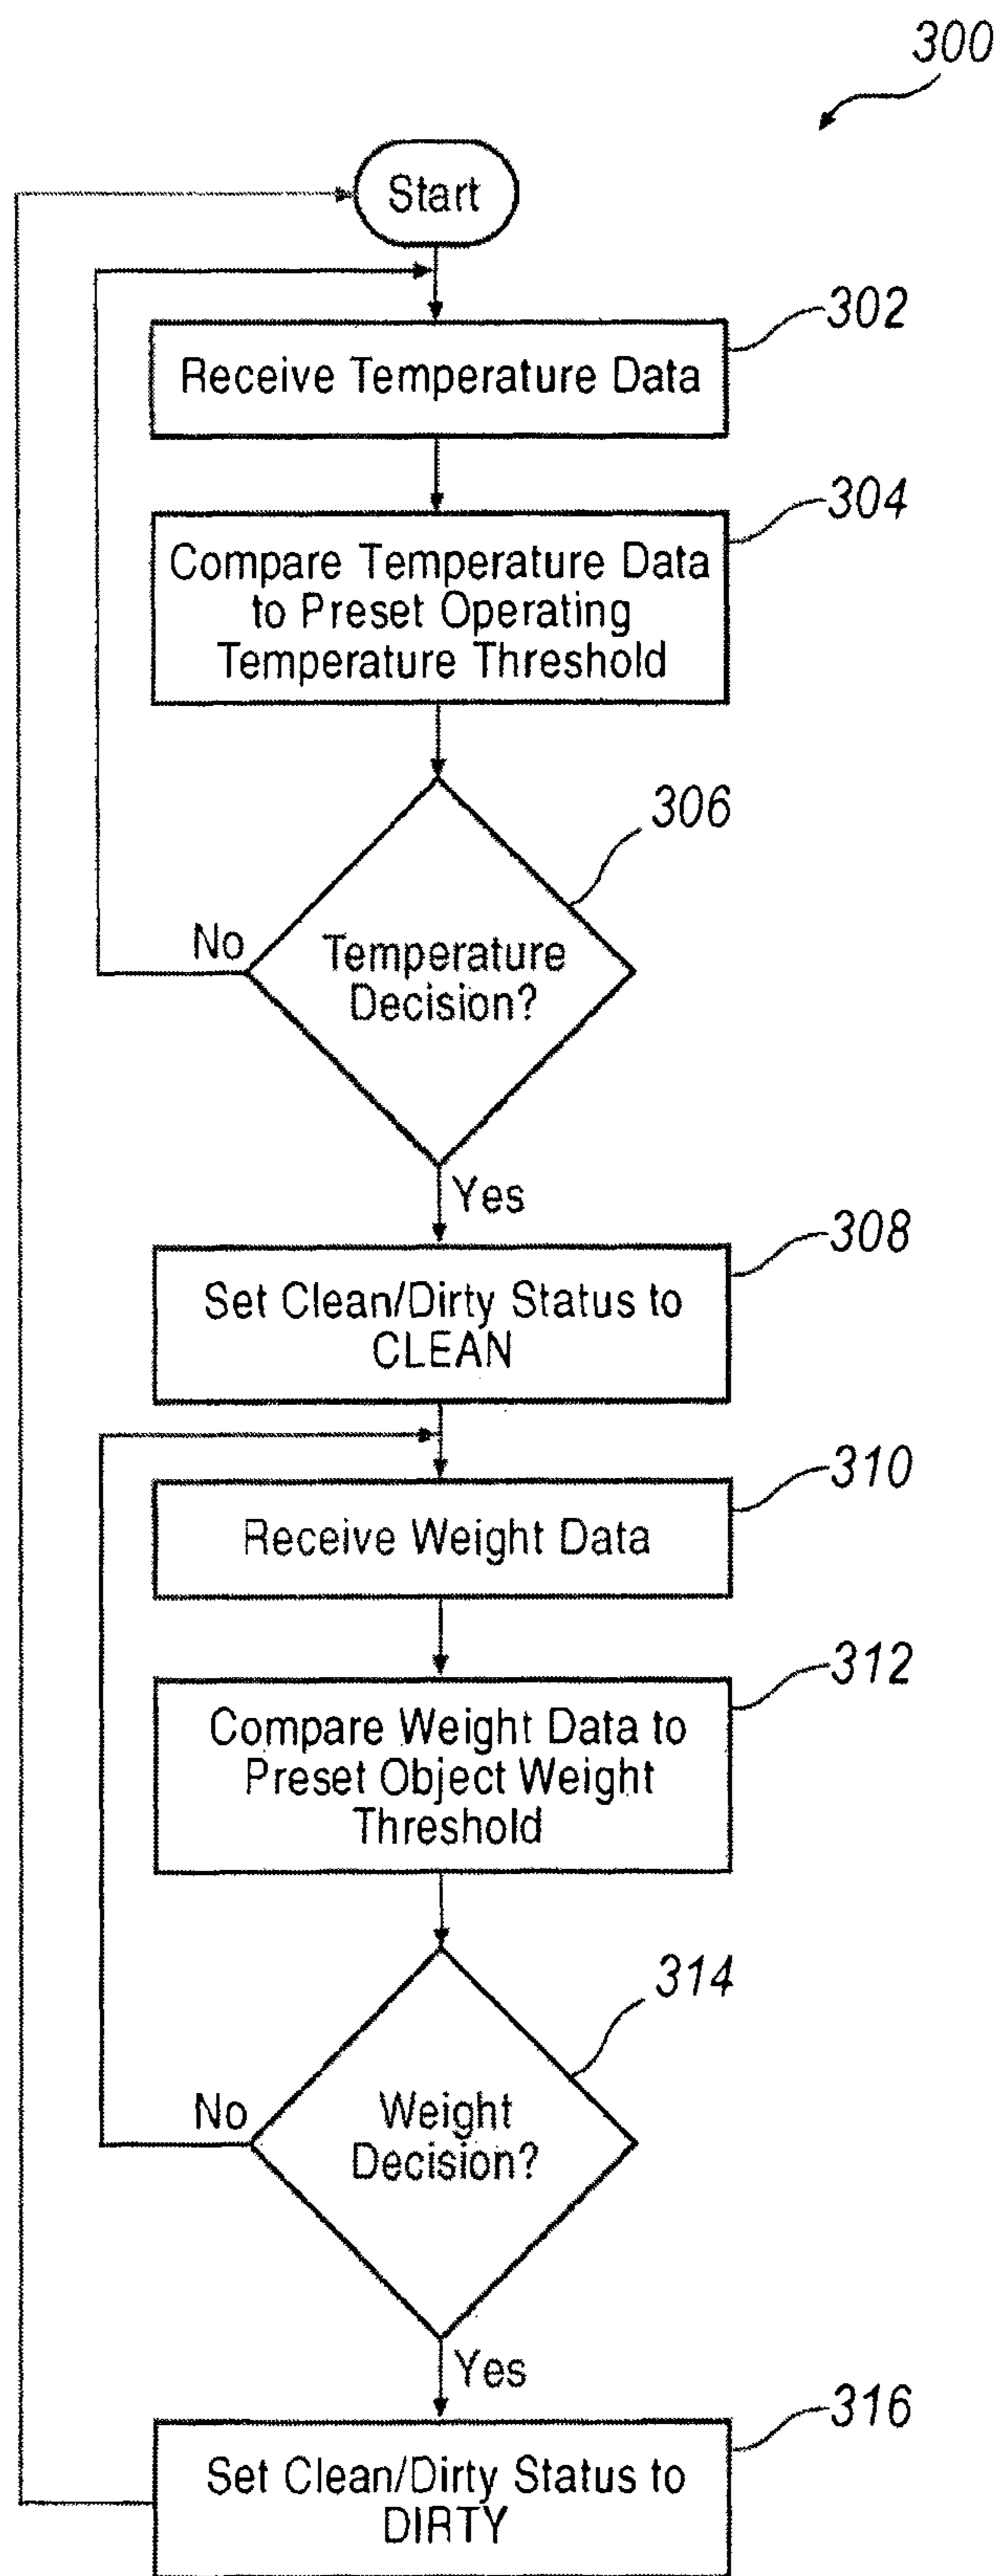 300
Start
302
Receive Temperature Data
304
Compare Temperature Data
to Preset Operating
Temperature Threshold
306
No
Temperature
Decision?
Yes
308
Set Clean/Dirty Status to
CLEAN
310
Receive Weight Data
312
Compare Weight Data to
Preset Object Weight
Threshold
314
No
Weight
Decision?
Yes
316
Set Clean/Dirty Status to
DIRTY